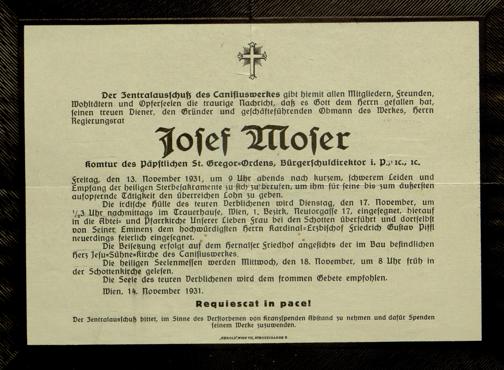 Der Zentralausschuß des Canisiuswerkes gibt hiemit allen Mitgliedern, Freunden,
Wohltätern und Opferseelen die traurige Nachricht, daß es Gott dem Herrn gefallen hat,
seinen treuen Diener, den Gründer und geschäftsführenden Obmann des Werkes, Herrn
Regierungsrat
Josef Moser
Komtur des Päpstlichen St. Gregor-Ordens, Bürgerschuldirektor i. P., ıc., ıc.
Freitag, den 13. November 1931, um 9 Uhr abends nach kurzem, schwerem Leiden und
Empfang der heiligen Sterbesakramente zu sich zu berufen, um ihm für seine bis zum äußersten
aufopfernde Tätigkeit den überreichen Lohn zu geben.
Die irdische Hülle des teuren Verblichenen wird Dienstag, den 17. November, um
½3 Uhr nachmittags im Trauerhause, Wien, 1. Bezirk, Neutorgasse 17, eingesegnet, hierauf
in die Abtei- und Pfarrkirche Unserer Lieben Frau bei den Schotten überführt und dortselbst
von Seiner Eminenz dem hochwürdigsten Herrn Kardinal-Erzbischof Friedrich Gustav Piffl
neuerdings feierlich eingesegnet.
Die Beisetzung erfolgt auf dem Hernalser Friedhof angesichts der im Bau befindlichen
Herz Jesu-Sühne-Kirche des Canisiuswerkes.
Die heiligen Seelenmessen werden Mittwoch, den 18. November, um 8 Uhr früh in
der Schottenkirche gelesen.
Die Seele des teuren Verblichenen wird dem frommen Gebete empfohlen.
Wien, 14. November 1931.
Requiescat in pace!
Der Zentralausschuß bittet, im Sinne des Verstorbenen von Kranzspenden Abstand zu nehmen und dafür Spenden
seinem Werke zuzuwenden.
„HEROLD", WIEN VIII, STROZZIGASSE 8